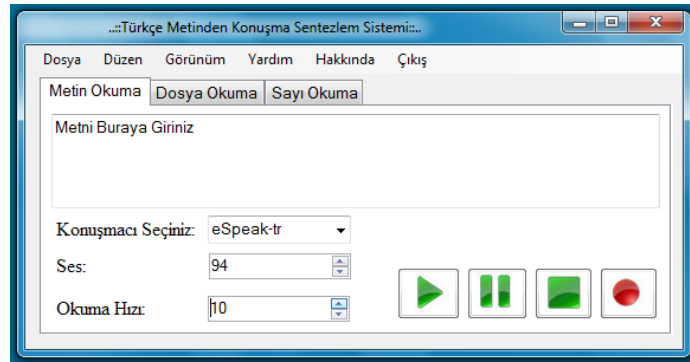 ..::Türkçe Metinden Konuşma Sentezlem Sistemi::..
Dosya Düzen Görünüm Yardım Hakkında Çıkış
Metin Okuma Dosya Okuma Sayı Okuma
Metni Buraya Giriniz
Konuşmacı Seçiniz: eSpeak-tr
Ses: 94
Okuma Hızı: 10